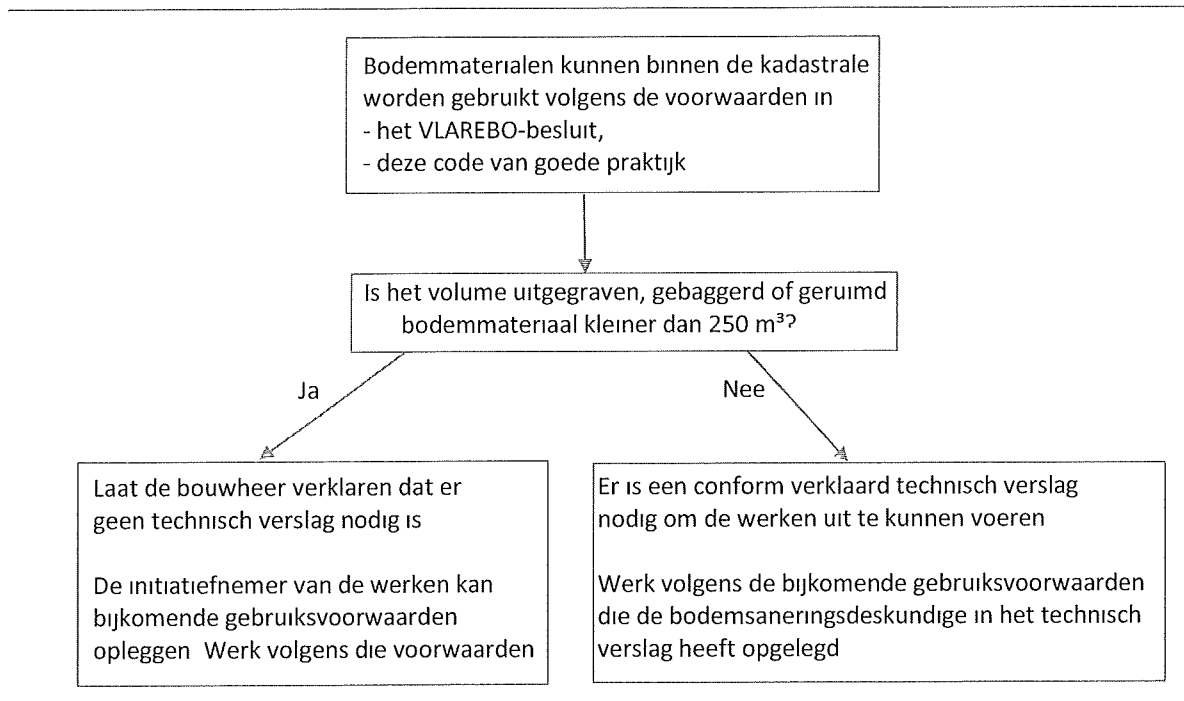 Bodemmaterialen kunnen binnen de kadastrale
worden gebruikt volgens de voorwaarden in
- het VLAREBO-besluit,
- deze code van goede praktijk
Is het volume uitgegraven, gebaggerd of geruimd
bodemmateriaal kleiner dan 250 m³?
Ja
Nee
Laat de bouwheer verklaren dat er
geen technisch verslag nodig is
De initiatiefnemer van de werken kan
bijkomende gebruiksvoorwaarden
opleggen Werk volgens die voorwaarden
Er is een conform verklaard technisch verslag
nodig om de werken uit te kunnen voeren
Werk volgens de bijkomende gebruiksvoorwaarden
die de bodemsaneringsdeskundige in het technisch
verslag heeft opgelegd